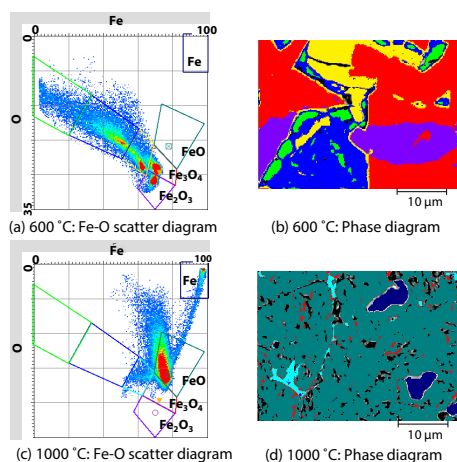 Fe
0
100
Fe
O
FeO
Fe₃O₄
Fe₂O₃
35
10 µm
(a) 600 ˚C: Fe-O scatter diagram
(b) 600 ˚C: Phase diagram
Fe
Fe
O
FeO
Fe₃O₄
Fe₂O₃
10 µm
(c) 1000 ˚C: Fe-O scatter diagram
(d) 1000 ˚C: Phase diagram